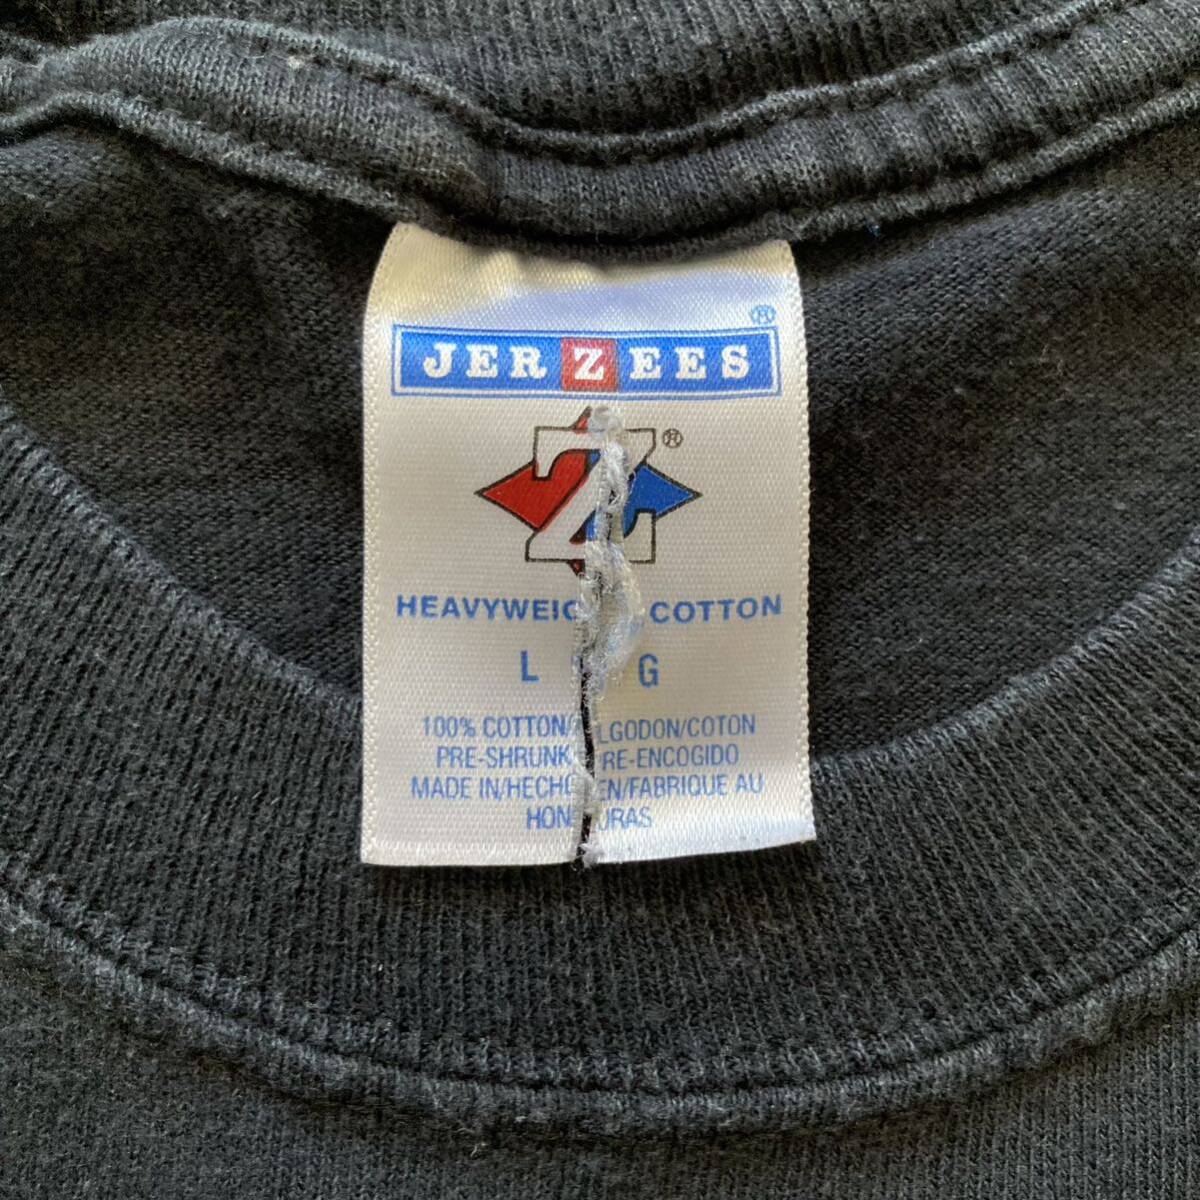 JERZEES ®
Z ®
HEAVYWEIG COTTON
L G
100% COTTON/ LGODON/COTON
PRE-SHRUNK RE-ENCOGIDO
MADE IN/HECHO EN/FABRIQUE AU
HON URAS